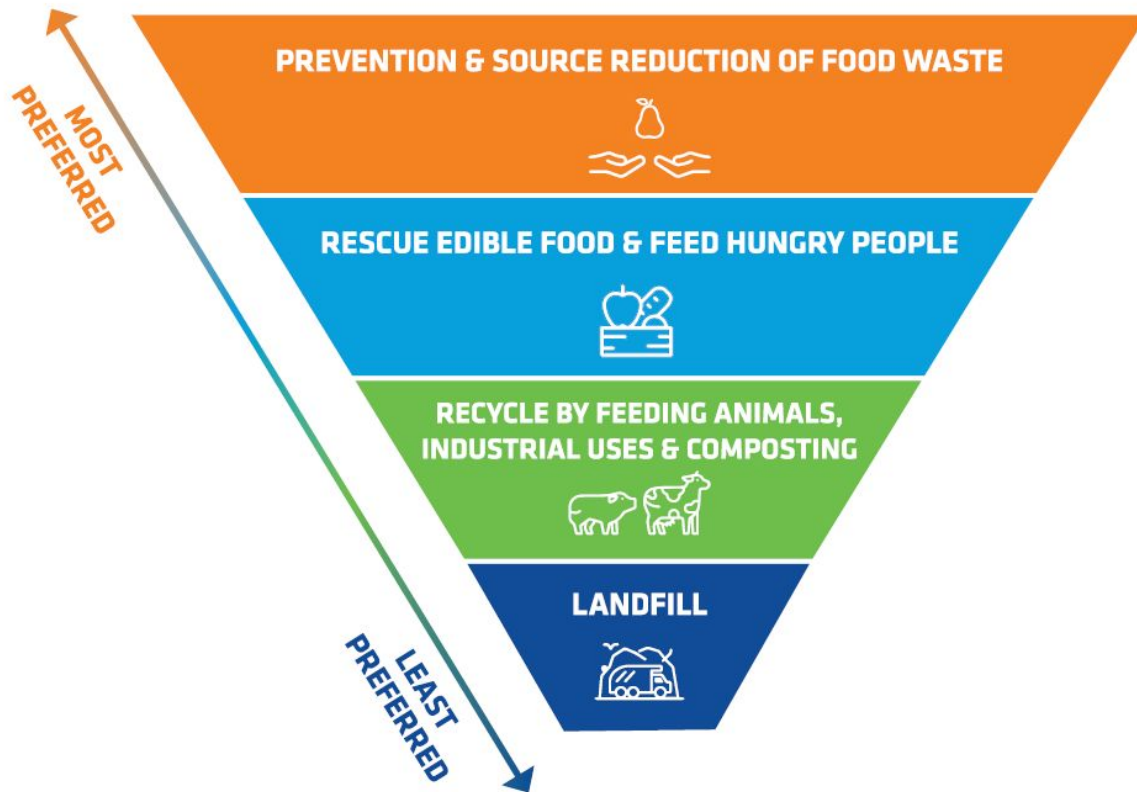 PREVENTION & SOURCE REDUCTION OF FOOD WASTE
MOST
PREFERRED
RESCUE EDIBLE FOOD & FEED HUNGRY PEOPLE
RECYCLE BY FEEDING ANIMALS,
INDUSTRIAL USES & COMPOSTING
LANDFILL
LEAST
PREFERRED